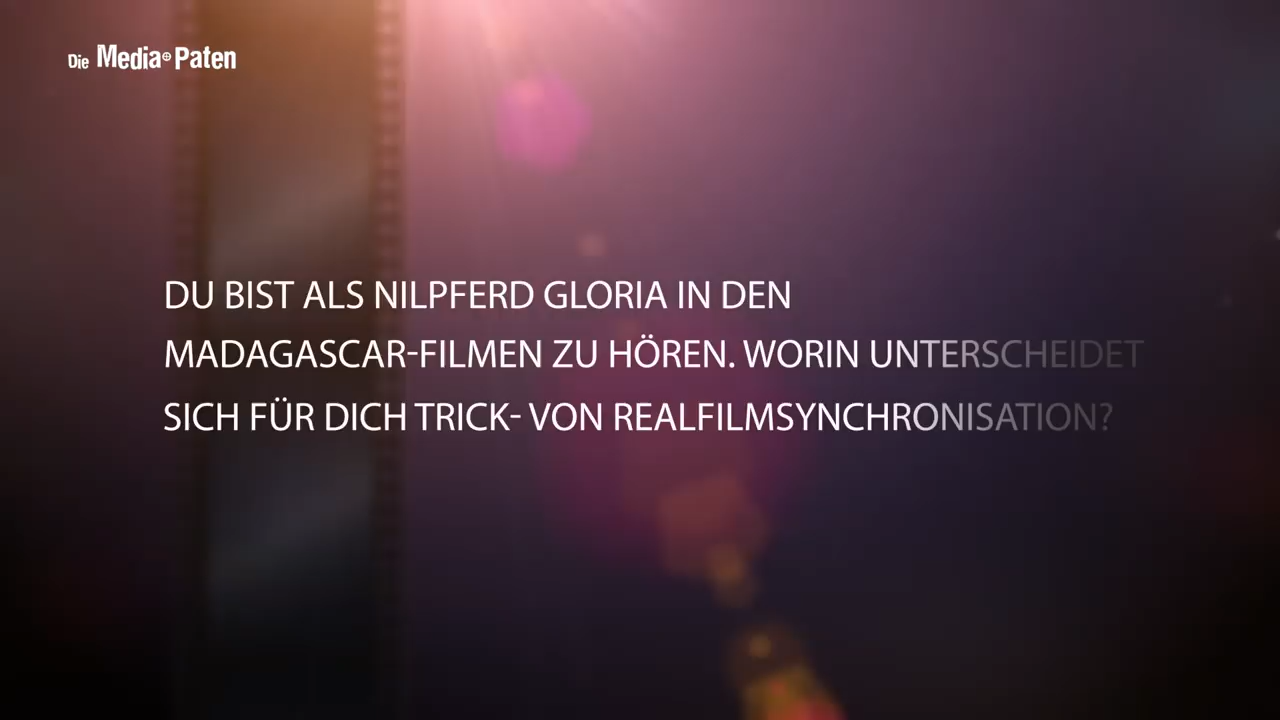 Die Media Paten
DU BIST ALS NILPFERD GLORIA IN DEN
MADAGASCAR-FILMEN ZU HÖREN. WORIN UNTERSCHEIDET
SICH FÜR DICH TRICK- VON REALFILMSYNCHRONISATION?